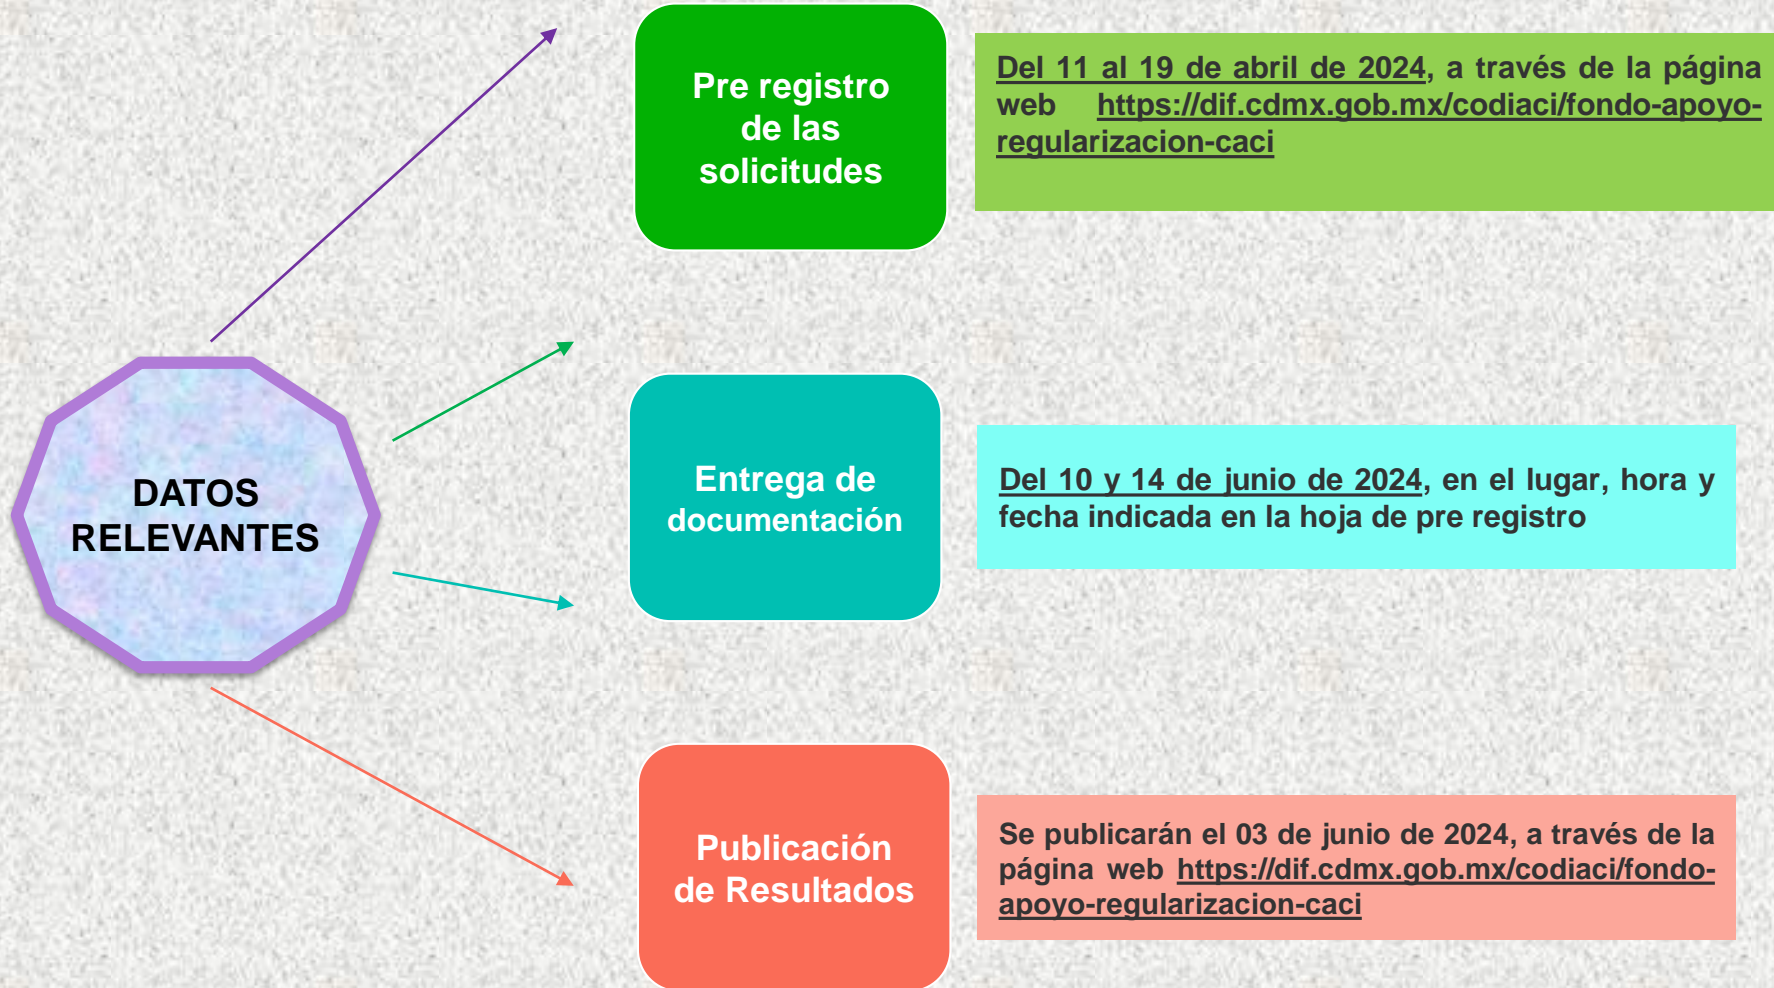 DATOS
RELEVANTES
Pre registro
de las
solicitudes
Del 11 al 19 de abril de 2024, a través de la página
web https://dif.cdmx.gob.mx/codiaci/fondo-apoyo-
regularizacion-caci
Entrega de
documentación
Del 10 y 14 de junio de 2024, en el lugar, hora y
fecha indicada en la hoja de pre registro
Publicación
de Resultados
Se publicarán el 03 de junio de 2024, a través de la
página web https://dif.cdmx.gob.mx/codiaci/fondo-
apoyo-regularizacion-caci